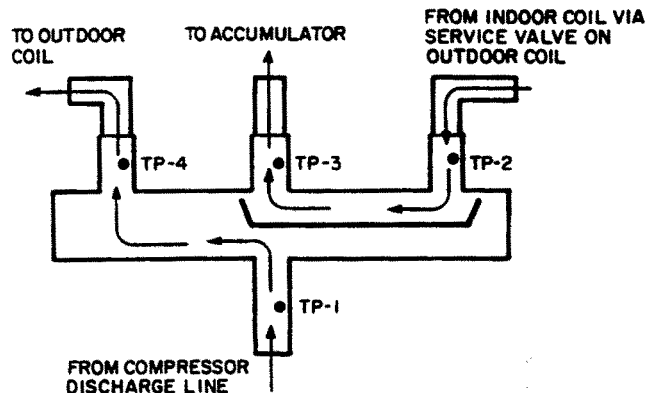 TO OUTDOOR
COIL
TO ACCUMULATOR
FROM INDOOR COIL VIA
SERVICE VALVE ON
OUTDOOR COIL
TP-4
TP-3
TP-2
TP-1
FROM COMPRESSOR
DISCHARGE LINE